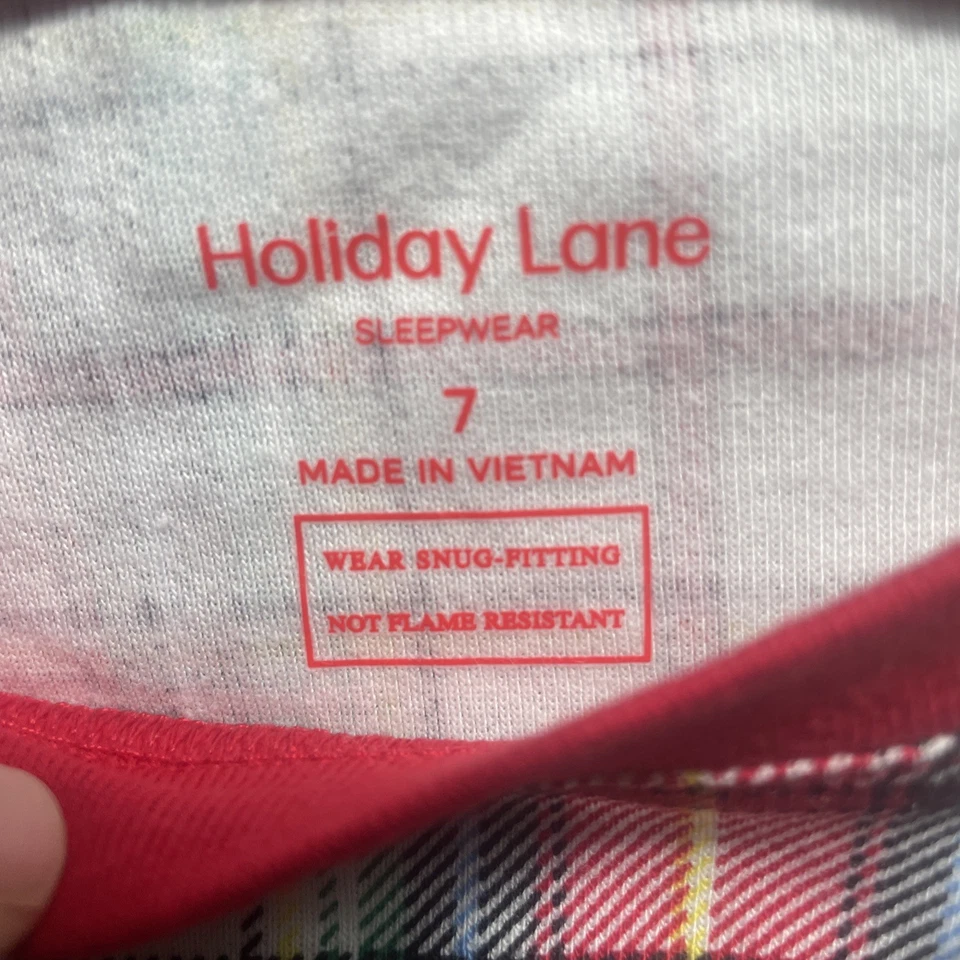 Holiday Lane
SLEEPWEAR
7
MADE IN VIETNAM
WEAR SNUG-FITTING
NOT FLAME RESISTANT